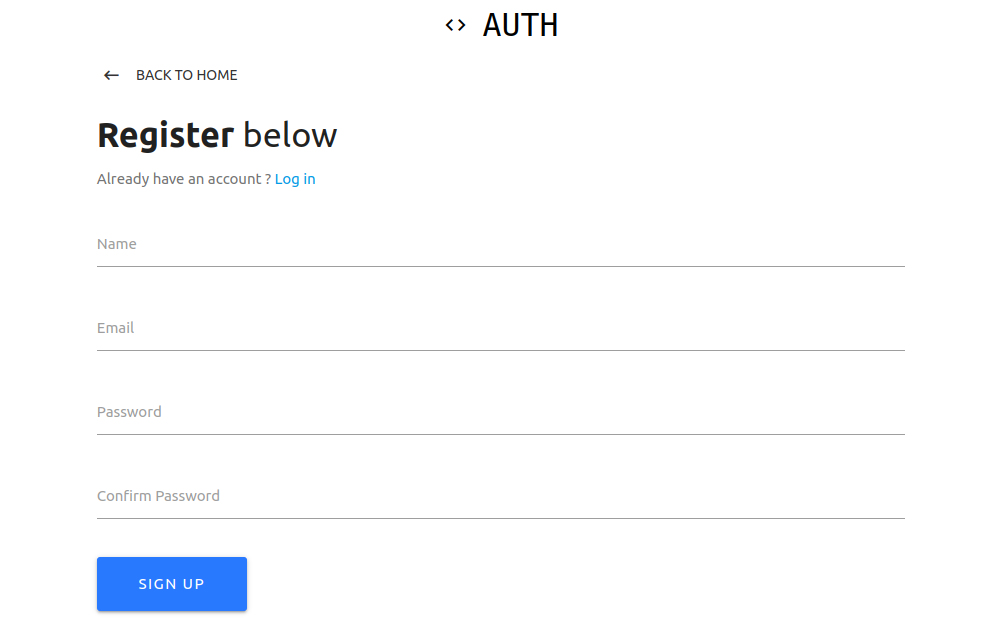 <> AUTH
← BACK TO HOME
Register below
Already have an account ? Log in
Name
Email
Password
Confirm Password
SIGN UP